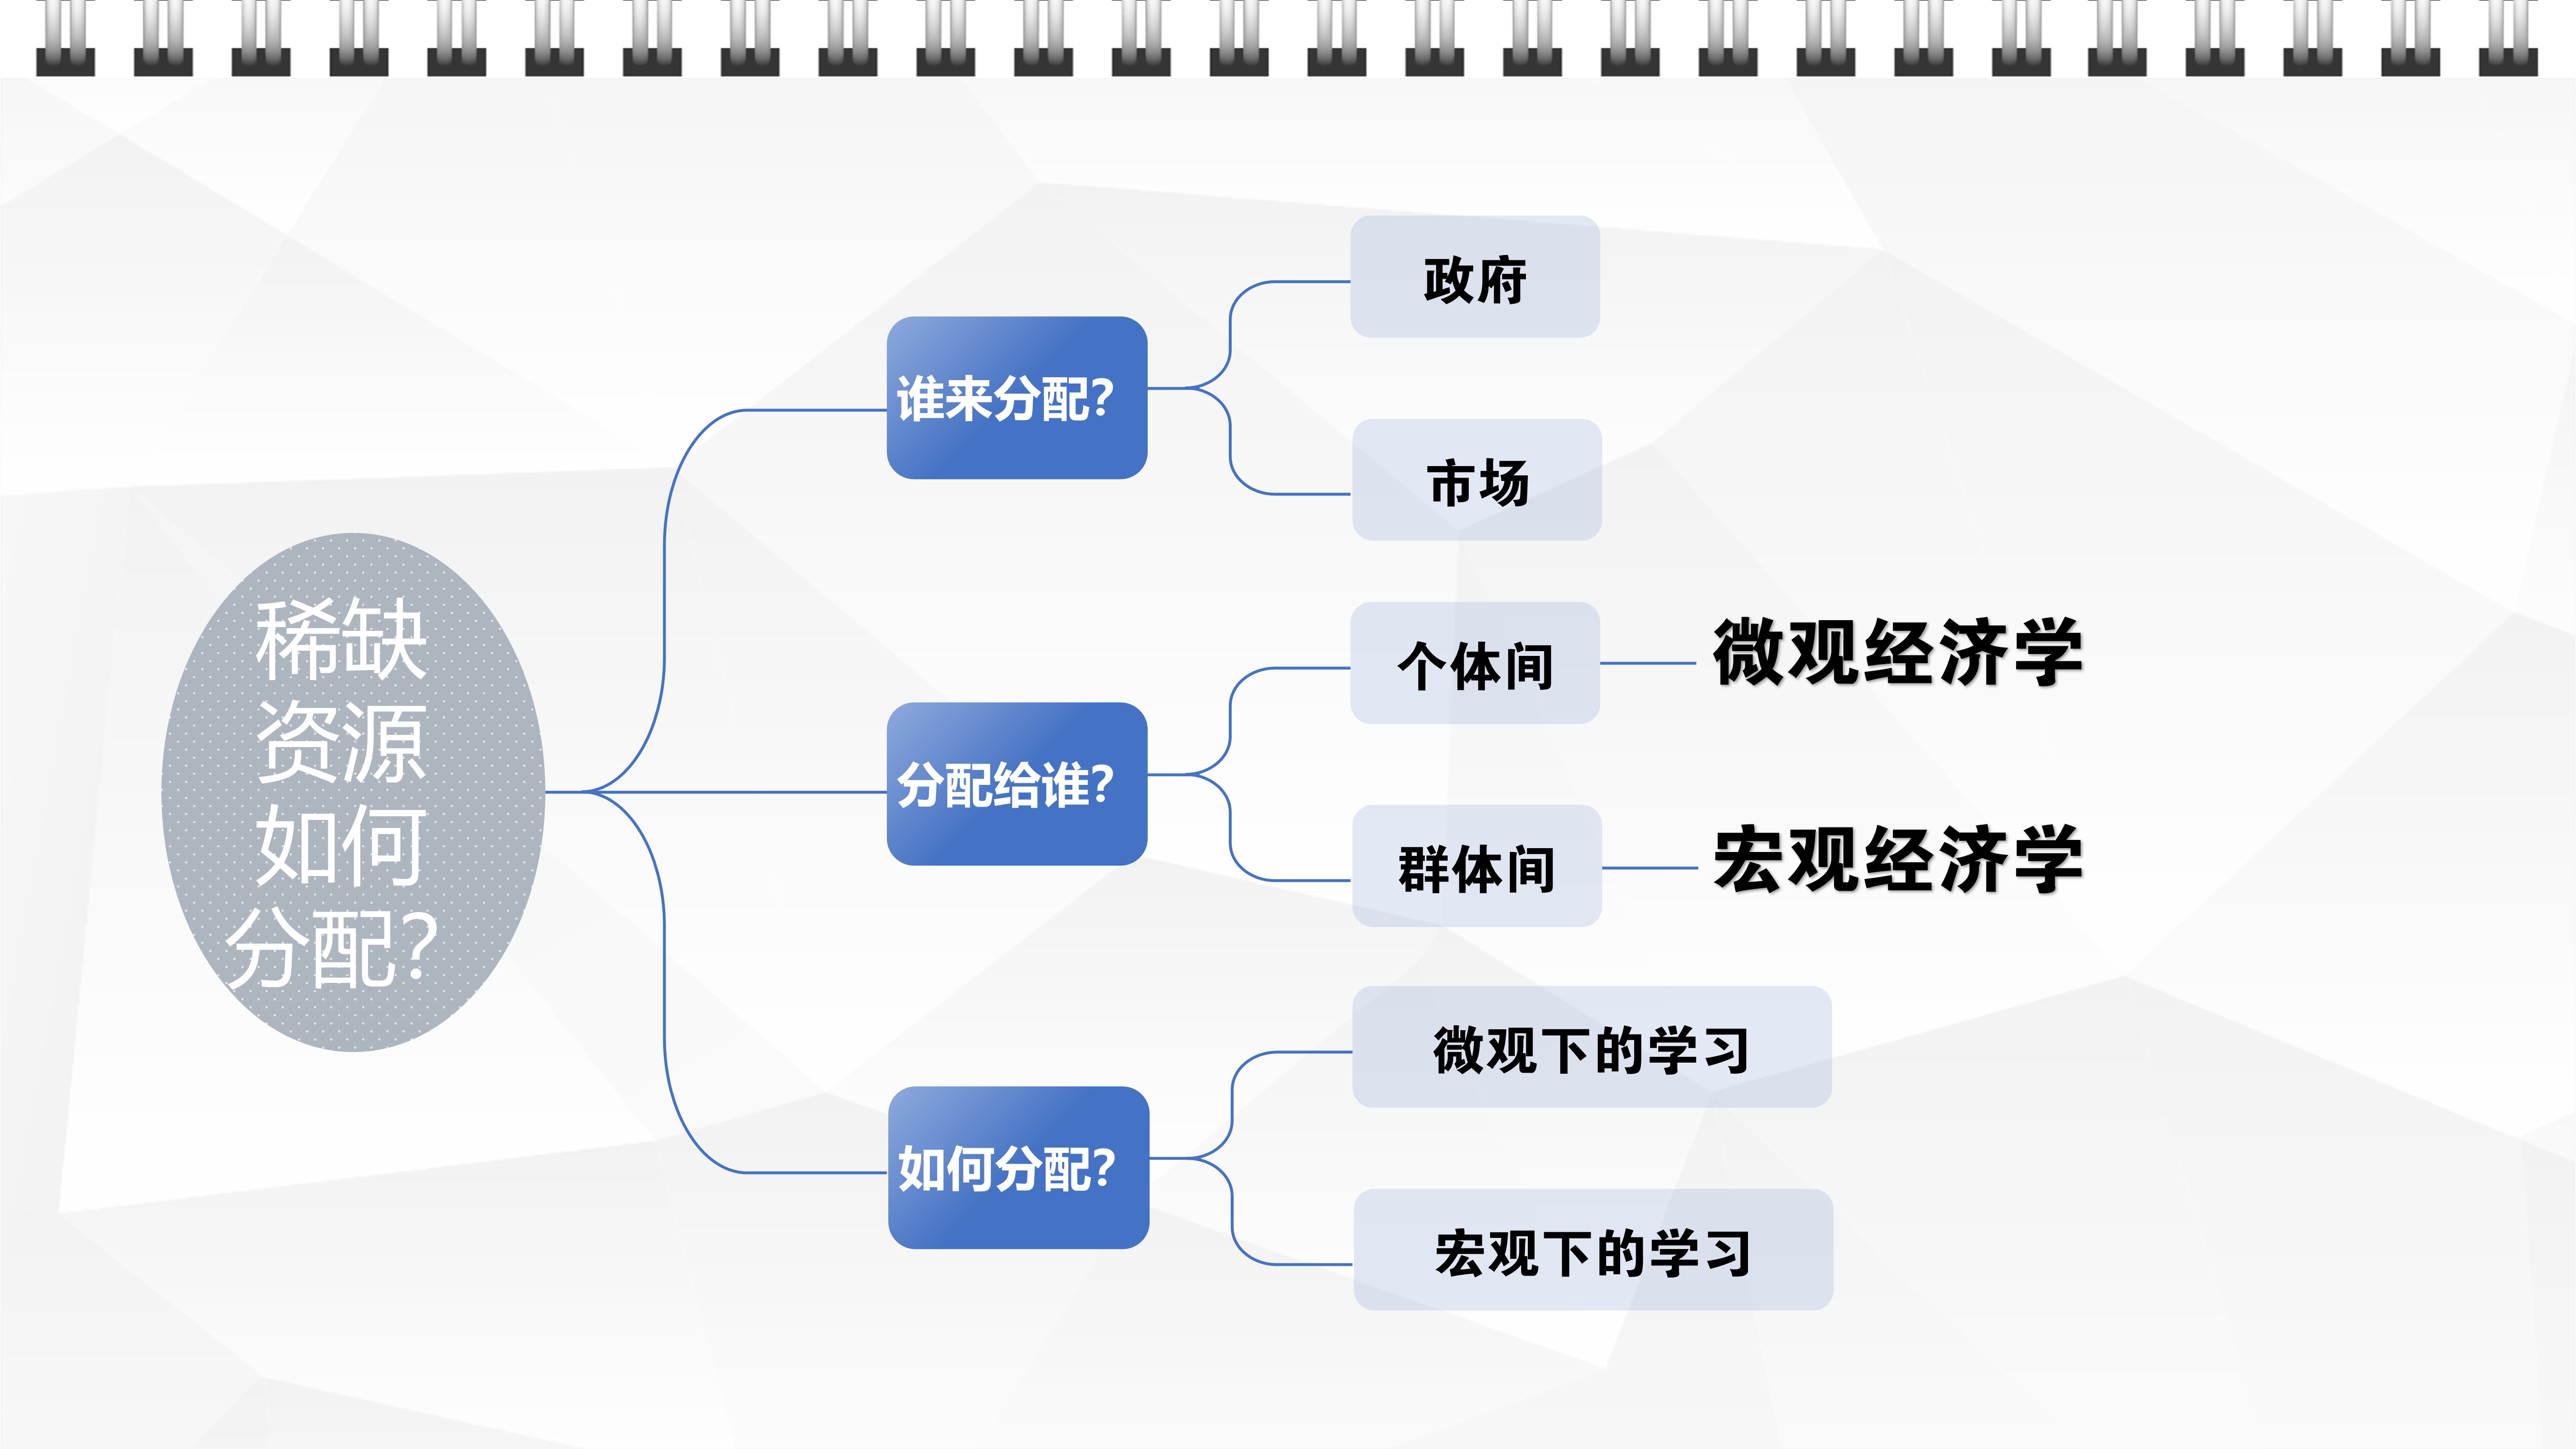 稀缺
资源
如何
分配?
谁来分配?
政府
市场
分配给谁?
个体间
微观经济学
群体间
宏观经济学
如何分配?
微观下的学习
宏观下的学习